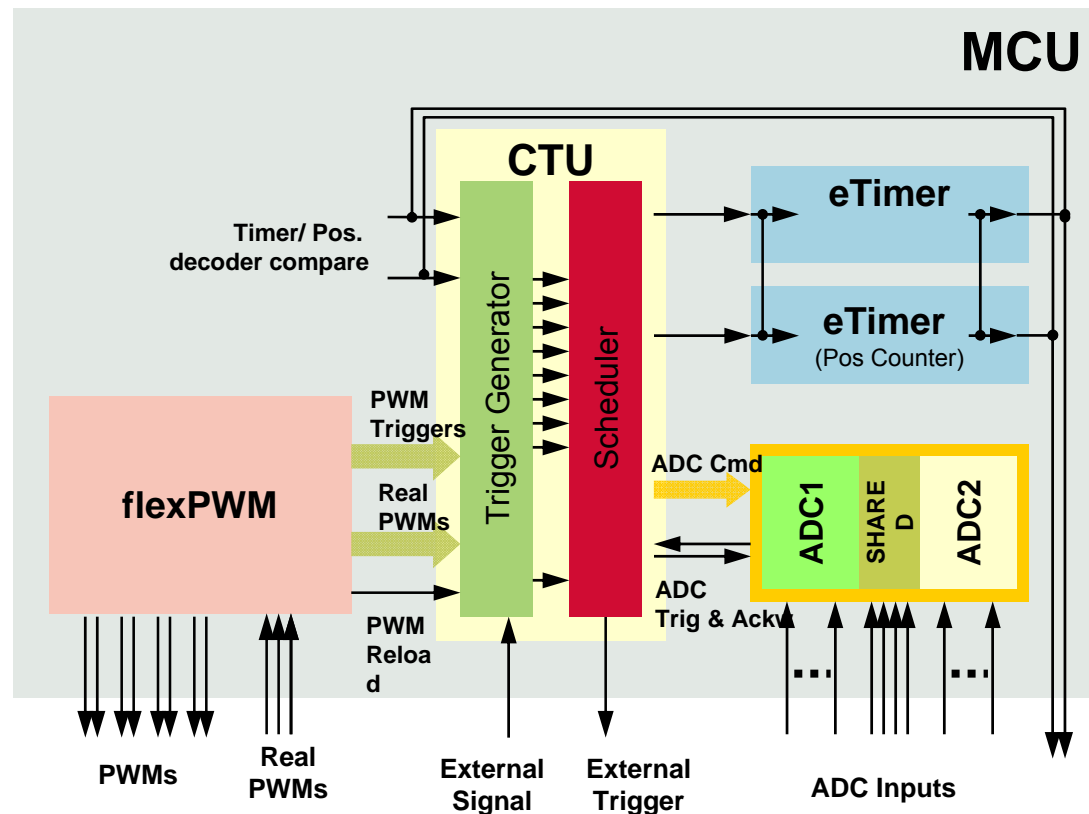 MCU
CTU
Timer/ Pos.
decoder compare
Trigger Generator
Scheduler
eTimer
eTimer
(Pos Counter)
flexPWM
PWM
Triggers
Real
PWMs
PWM
Reloa
d
ADC Cmd
ADC
Trig & Ackw
ADC1
SHARE
D
ADC2
PWMs
Real
PWMs
External
Signal
External
Trigger
ADC Inputs